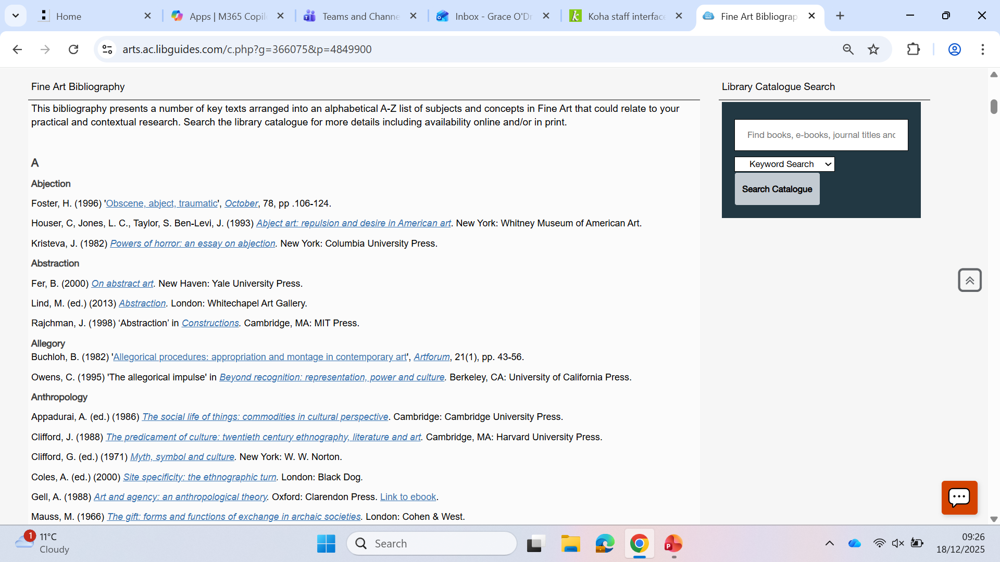 Home
Apps | M365 Copil
Teams and Channe
Inbox - Grace O'Dr
Koha staff interface
Fine Art Bibliograp
arts.ac.libguides.com/c.php?g=366075&p=4849900
Fine Art Bibliography
This bibliography presents a number of key texts arranged into an alphabetical A-Z list of subjects and concepts in Fine Art that could relate to your
practical and contextual research. Search the library catalogue for more details including availability online and/or in print.
A
Abjection
Foster, H. (1996) 'Obscene, abject, traumatic', October, 78, pp .106-124.
Houser, C, Jones, L. C., Taylor, S. Ben-Levi, J. (1993) Abject art: repulsion and desire in American art. New York: Whitney Museum of American Art.
Kristeva, J. (1982) Powers of horror: an essay on abjection. New York: Columbia University Press.
Abstraction
Fer, B. (2000) On abstract art. New Haven: Yale University Press.
Lind, M. (ed.) (2013) Abstraction. London: Whitechapel Art Gallery.
Rajchman, J. (1998) ‘Abstraction’ in Constructions. Cambridge, MA: MIT Press.
Allegory
Buchloh, B. (1982) 'Allegorical procedures: appropriation and montage in contemporary art', Artforum, 21(1), pp. 43-56.
Owens, C. (1995) 'The allegorical impulse' in Beyond recognition: representation, power and culture. Berkeley, CA: University of California Press.
Anthropology
Appadurai, A. (ed.) (1986) The social life of things: commodities in cultural perspective. Cambridge: Cambridge University Press.
Clifford, J. (1988) The predicament of culture: twentieth century ethnography, literature and art. Cambridge, MA: Harvard University Press.
Clifford, G. (ed.) (1971) Myth, symbol and culture. New York: W. W. Norton.
Coles, A. (ed.) (2000) Site specificity: the ethnographic turn. London: Black Dog.
Gell, A. (1988) Art and agency: an anthropological theory. Oxford: Clarendon Press. Link to ebook.
Mauss, M. (1966) The gift: forms and functions of exchange in archaic societies. London: Cohen & West.
Library Catalogue Search
Find books, e-books, journal titles and
Keyword Search
Search Catalogue
1
11°C
Cloudy
Search
09:26
18/12/2025